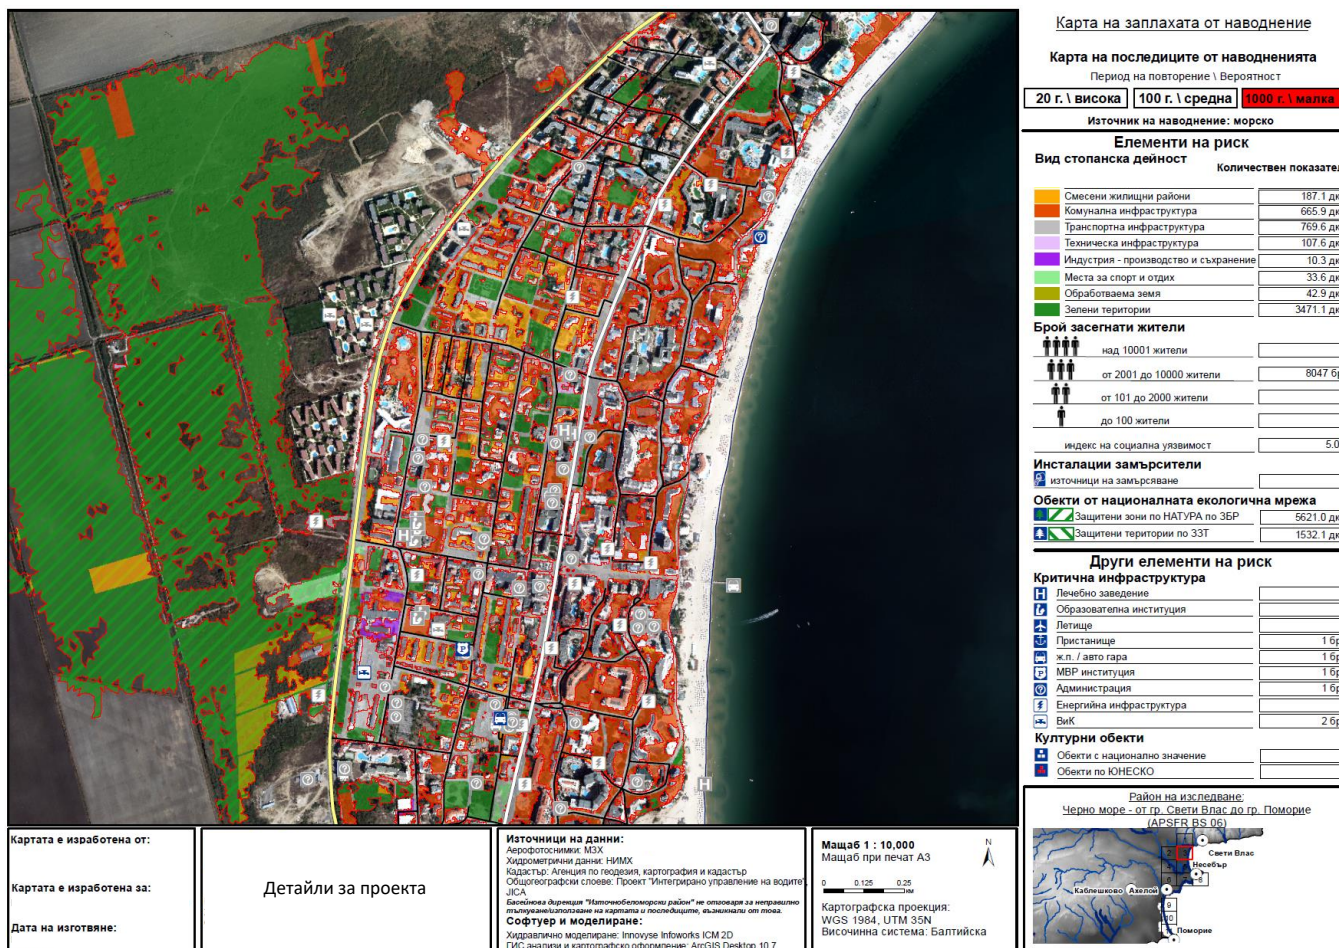 Карта на заплахата от наводнение
Карта на последиците от наводненията
Период на повторение \ Вероятност
20 г. \ висока 100 г. \ средна 1000 г. \ малка
Източник на наводнение: морско
Елементи на риск
Вид стопанска дейност
Количествен показател
Смесени жилищни райони 187.1 дк
Комунална инфраструктура 665.9 дк
Транспортна инфраструктура 769.6 дк
Техническа инфраструктура 107.6 дк
Индустрия - производство и съхранение 10.3 дк
Места за спорт и отдих 33.6 дк
Обработваема земя 42.9 дк
Зелени територии 3471.1 дк
Брой засегнати жители
над 10001 жители
от 2001 до 10000 жители 8047 бр
от 101 до 2000 жители
до 100 жители
индекс на социална уязвимост 5.0
Инсталации замърсители
източници на замърсяване
Обекти от националната екологична мрежа
Защитени зони по НАТУРА по ЗБР 5621.0 дк
Защитени територии по ЗЗТ 1532.1 дк
Други елементи на риск
Критична инфраструктура
Лечебно заведение
Образователна институция
Летище
Пристанище 1 бр
ж.п. / авто гара 1 бр
МВР институция 1 бр
Администрация 1 бр
Енергийна инфраструктура
ВиК 2 бр
Културни обекти
Обекти с национално значение
Обекти по ЮНЕСКО
Район на изследване:
Черно море - от гр. Свети Влас до гр. Поморие
(APSFR BS 06)
Свети Влас
Несебър
Каблешково Ахелой
Поморие
Картата е изработена от:
Картата е изработена за:
Дата на изготвяне:
Детайли за проекта
Източници на данни:
Аерофотоснимки: МЗХ
Хидрометрични данни: НИМХ
Кадастър: Агенция по геодезия, картография и кадастър
Общогеографски слоеве: Проект "Интегрирано управление на водите",
JICA
Басейнова дирекция "Източнобеломорски район" не отговаря за неправилно
тълкуване/използване на картата и последиците, възникнали от това.
Софтуер и моделиране:
Хидравлично моделиране: Innovyse Infoworks ICM 2D
ГИС анализи и картографско оформление: ArcGIS Desktop 10.7
Мащаб 1 : 10,000
Мащаб при печат А3
N
0 0.125 0.25
Картографска проекция:
WGS 1984, UTM 35N
Височинна система: Балтийска